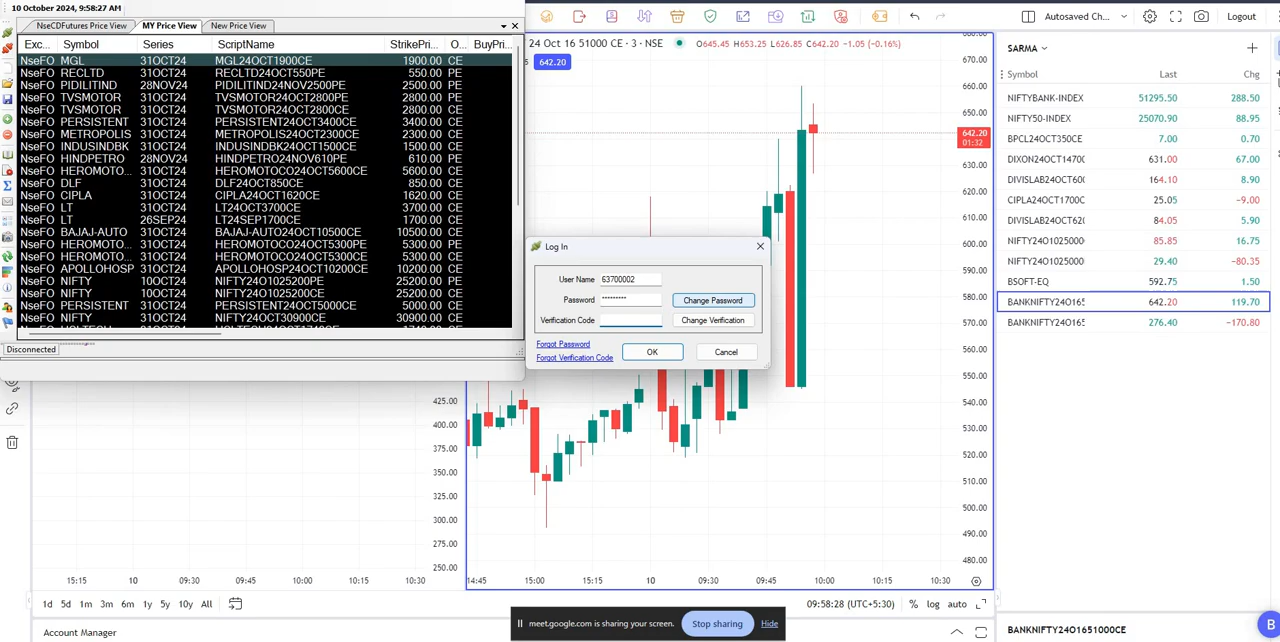 10 October 2024, 9:58:27 AM
NseCDFutures Price View
MY Price View
New Price View
Exc... Symbol Series ScriptName StrikePri... O... BuyPri...
NseFO MGL 31OCT24 MGL24OCT1900CE 1900.00 CE
NseFO RECLTD 31OCT24 RECLTD24OCT550PE 550.00 PE
NseFO PIDILITIND 28NOV24 PIDILITIND24NOV2500PE 2500.00 PE
NseFO TVSMOTOR 31OCT24 TVSMOTOR24OCT2800PE 2800.00 PE
NseFO TVSMOTOR 31OCT24 TVSMOTOR24OCT2800CE 2800.00 CE
NseFO PERSISTENT 31OCT24 PERSISTENT24OCT3400CE 3400.00 CE
NseFO METROPOLIS 31OCT24 METROPOLIS24OCT2300CE 2300.00 CE
NseFO INDUSINDBK 31OCT24 INDUSINDBK24OCT1500CE 1500.00 CE
NseFO HINDPETRO 28NOV24 HINDPETRO24NOV610PE 610.00 PE
NseFO HEROMOTO... 31OCT24 HEROMOTOCO24OCT5600CE 5600.00 CE
NseFO DLF 31OCT24 DLF24OCT850CE 850.00 CE
NseFO CIPLA 31OCT24 CIPLA24OCT1620CE 1620.00 CE
NseFO LT 31OCT24 LT24OCT3700CE 3700.00 CE
NseFO LT 26SEP24 LT24SEP1700CE 1700.00 CE
NseFO BAJAJ-AUTO 31OCT24 BAJAJ-AUTO24OCT10500CE 10500.00 CE
NseFO HEROMOTO... 31OCT24 HEROMOTOCO24OCT5300PE 5300.00 PE
NseFO HEROMOTO... 31OCT24 HEROMOTOCO24OCT5300CE 5300.00 CE
NseFO APOLLOHOSP 31OCT24 APOLLOHOSP24OCT10200CE 10200.00 CE
NseFO NIFTY 10OCT24 NIFTY24O1025200PE 25200.00 PE
NseFO NIFTY 10OCT24 NIFTY24O1025200CE 25200.00 CE
NseFO PERSISTENT 31OCT24 PERSISTENT24OCT5000CE 5000.00 CE
NseFO NIFTY 31OCT24 NIFTY24OCT30900CE 30900.00 CE
Disconnected
Autosaved Ch...
Logout
24 Oct 16 51000 CE · 3 · NSE O645.45 H653.25 L626.85 C642.20 −1.05 (−0.16%)
642.20
670.00
660.00
650.00
642.20
01:32
630.00
620.00
610.00
600.00
590.00
580.00
570.00
560.00
550.00
540.00
530.00
520.00
510.00
500.00
490.00
480.00
Log In
User Name 63700002
Password *********
Change Password
Verification Code
Change Verification
Forgot Password
Forgot Verification Code
OK
Cancel
425.00
400.00
375.00
350.00
325.00
300.00
275.00
250.00
15:15 10 09:30 09:45 10:00 10:15 10:30
14:45 15:00 15:15 10 09:30 09:45 10:00 10:15 10:30
1d 5d 1m 3m 6m 1y 5y 10y All
09:58:28 (UTC+5:30) % log auto
Account Manager
meet.google.com is sharing your screen.
Stop sharing
Hide
SARMA
Symbol Last Chg
NIFTYBANK-INDEX 51295.50 288.50
NIFTY50-INDEX 25070.90 88.95
BPCL24OCT350CE 7.00 0.70
DIXON24OCT1470( 631.00 67.00
DIVISLAB24OCT60( 164.10 8.90
CIPLA24OCT1700C 25.05 −9.00
DIVISLAB24OCT62( 84.05 5.90
NIFTY24O1025000 85.85 16.75
NIFTY24O1025000 29.40 −80.35
BSOFT-EQ 592.75 1.50
BANKNIFTY24O165 642.20 119.70
BANKNIFTY24O165 276.40 −170.80
BANKNIFTY24O1651000CE
B